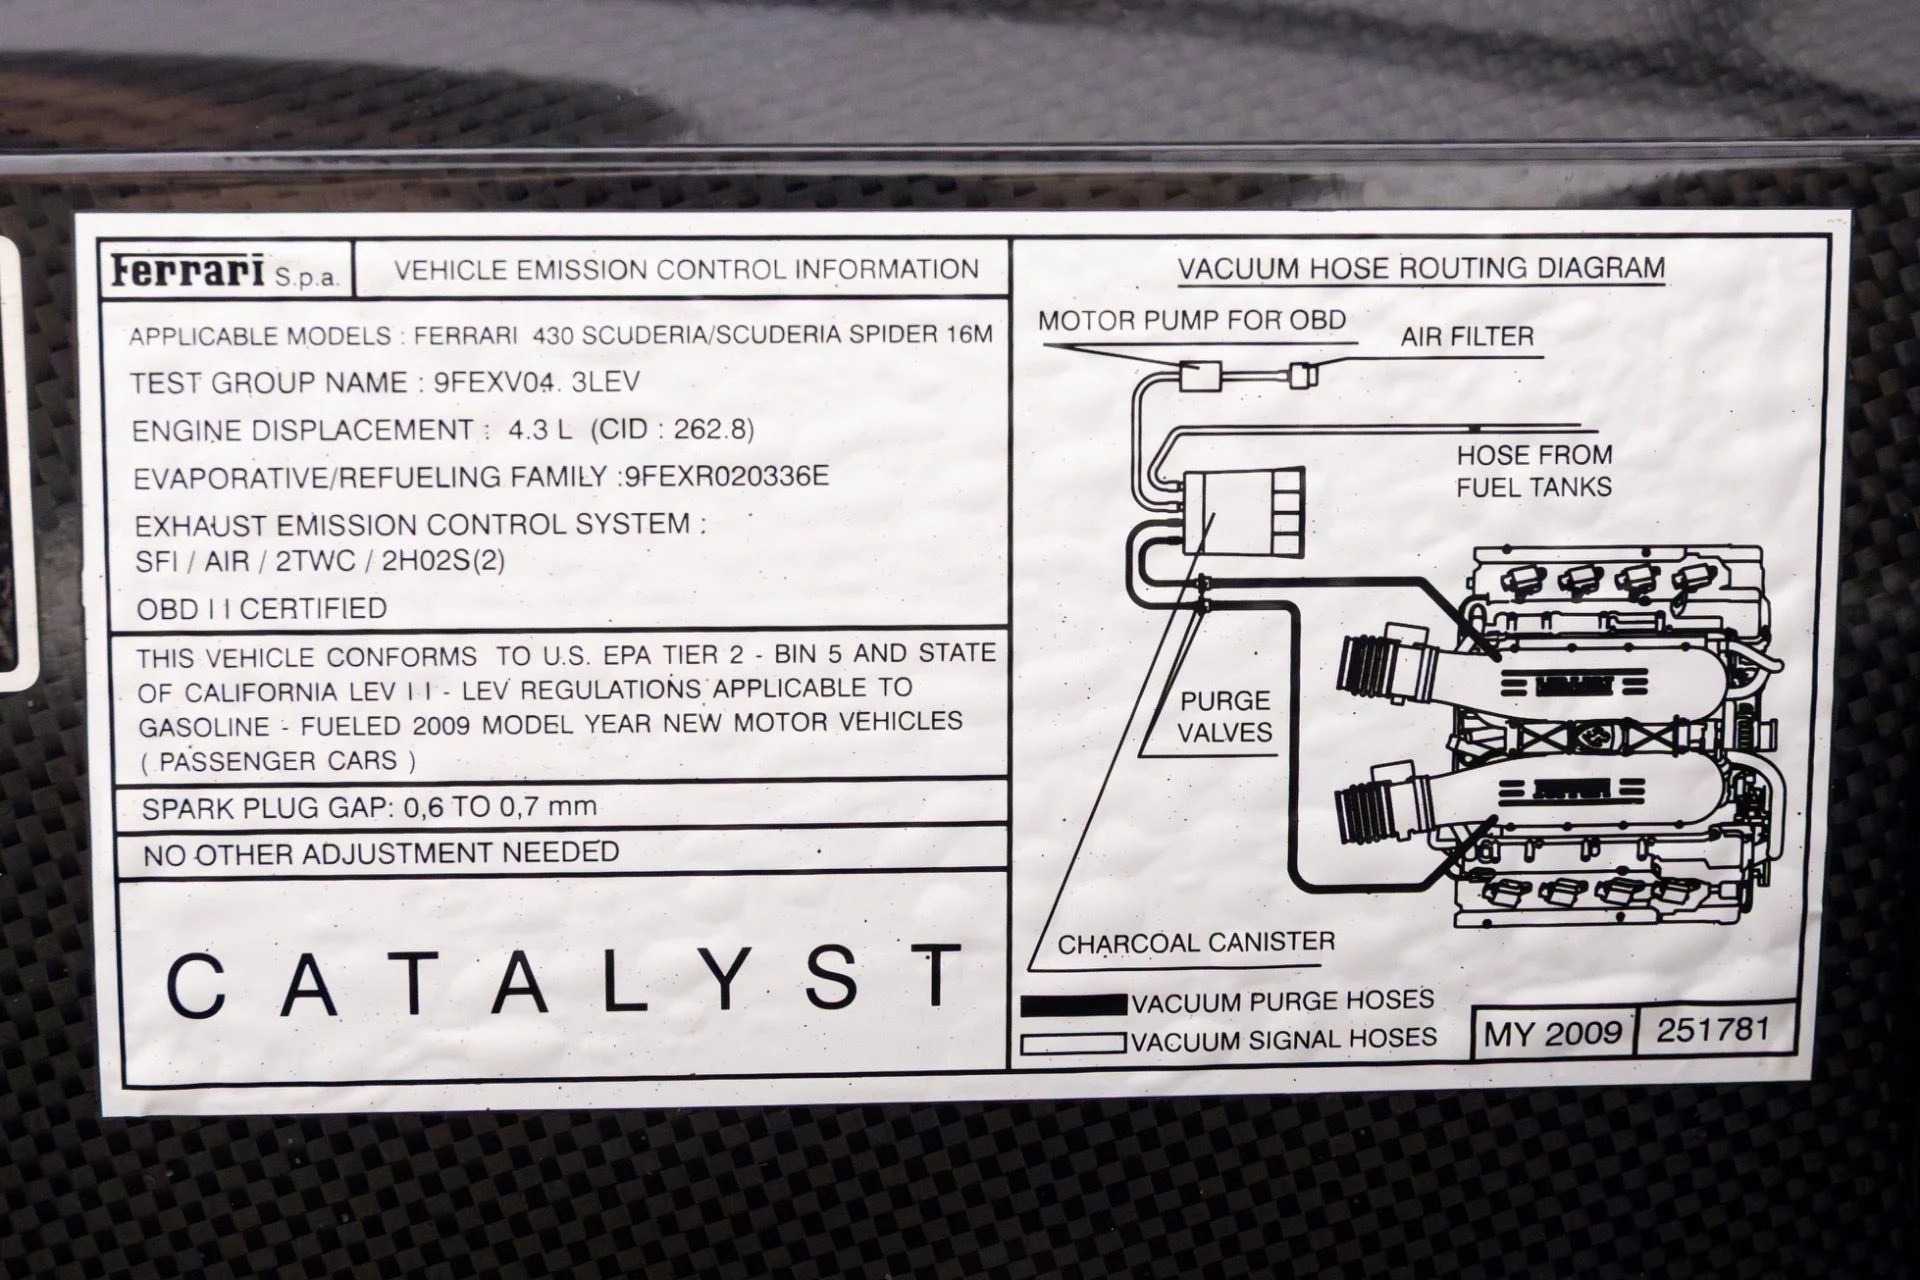 Ferrari S.p.a.
VEHICLE EMISSION CONTROL INFORMATION
APPLICABLE MODELS : FERRARI 430 SCUDERIA/SCUDERIA SPIDER 16M
TEST GROUP NAME : 9FEXV04. 3LEV
ENGINE DISPLACEMENT : 4.3 L (CID : 262.8)
EVAPORATIVE/REFUELING FAMILY :9FEXR020336E
EXHAUST EMISSION CONTROL SYSTEM :
SFI / AIR / 2TWC / 2H02S(2)
OBD I I CERTIFIED
THIS VEHICLE CONFORMS TO U.S. EPA TIER 2 - BIN 5 AND STATE
OF CALIFORNIA LEV I I - LEV REGULATIONS APPLICABLE TO
GASOLINE - FUELED 2009 MODEL YEAR NEW MOTOR VEHICLES
( PASSENGER CARS )
SPARK PLUG GAP: 0,6 TO 0,7 mm
NO OTHER ADJUSTMENT NEEDED
CATALYST
VACUUM HOSE ROUTING DIAGRAM
MOTOR PUMP FOR OBD
AIR FILTER
HOSE FROM
FUEL TANKS
PURGE
VALVES
CHARCOAL CANISTER
VACUUM PURGE HOSES
VACUUM SIGNAL HOSES
MY 2009
251781